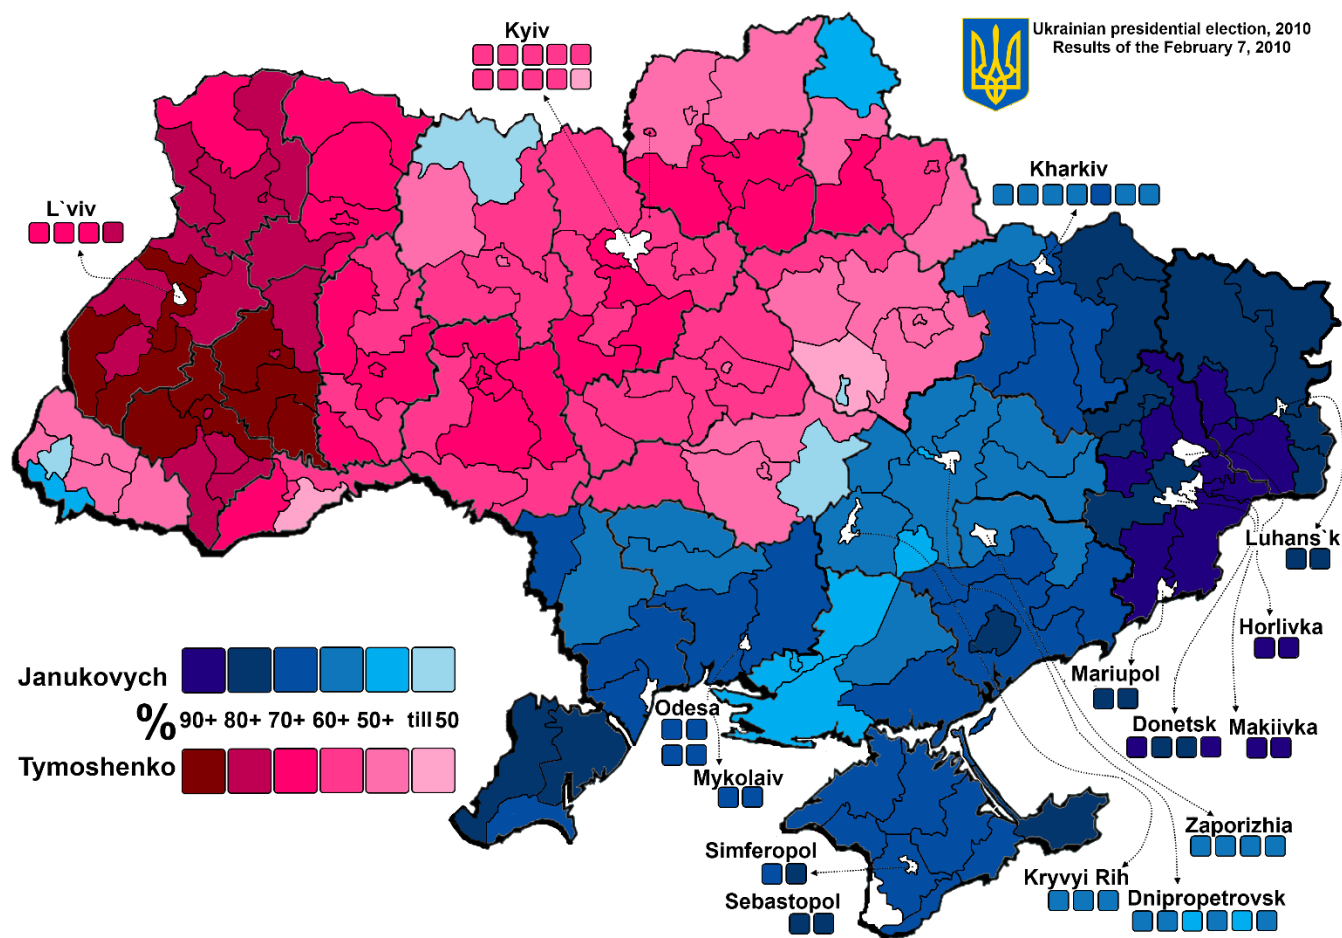 Ukrainian presidential election, 2010
Results of the February 7, 2010
Kyiv
Kharkiv
L`viv
Luhans`k
Horlivka
Mariupol
Donetsk
Makiivka
Odesa
Mykolaiv
Zaporizhia
Simferopol
Kryvyi Rih
Sebastopol
Dnipropetrovsk
Janukovych
% 90+ 80+ 70+ 60+ 50+ till 50
Tymoshenko